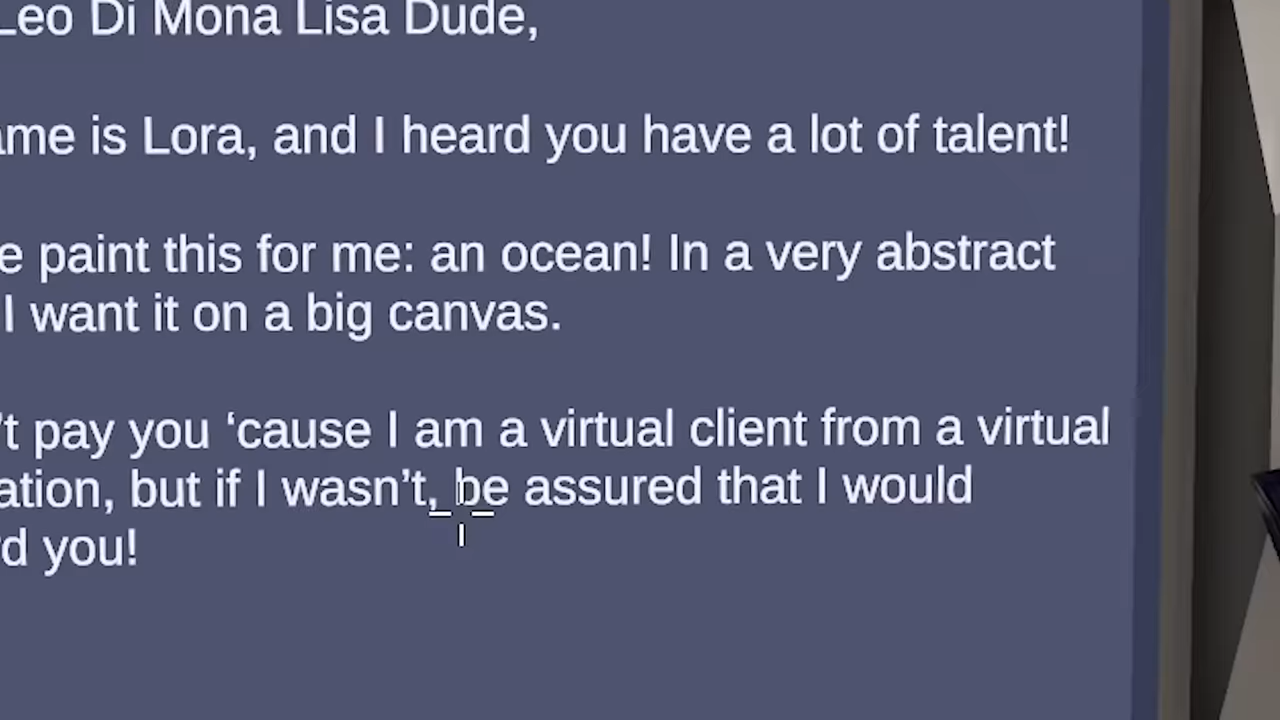 Leo Di Mona Lisa Dude,
is Lora, and I heard you have a lot of talent!
paint this for me: an ocean! In a very abstract
I want it on a big canvas.
pay you ‘cause I am a virtual client from a virtual
but if I wasn’t, be assured that I would
you!